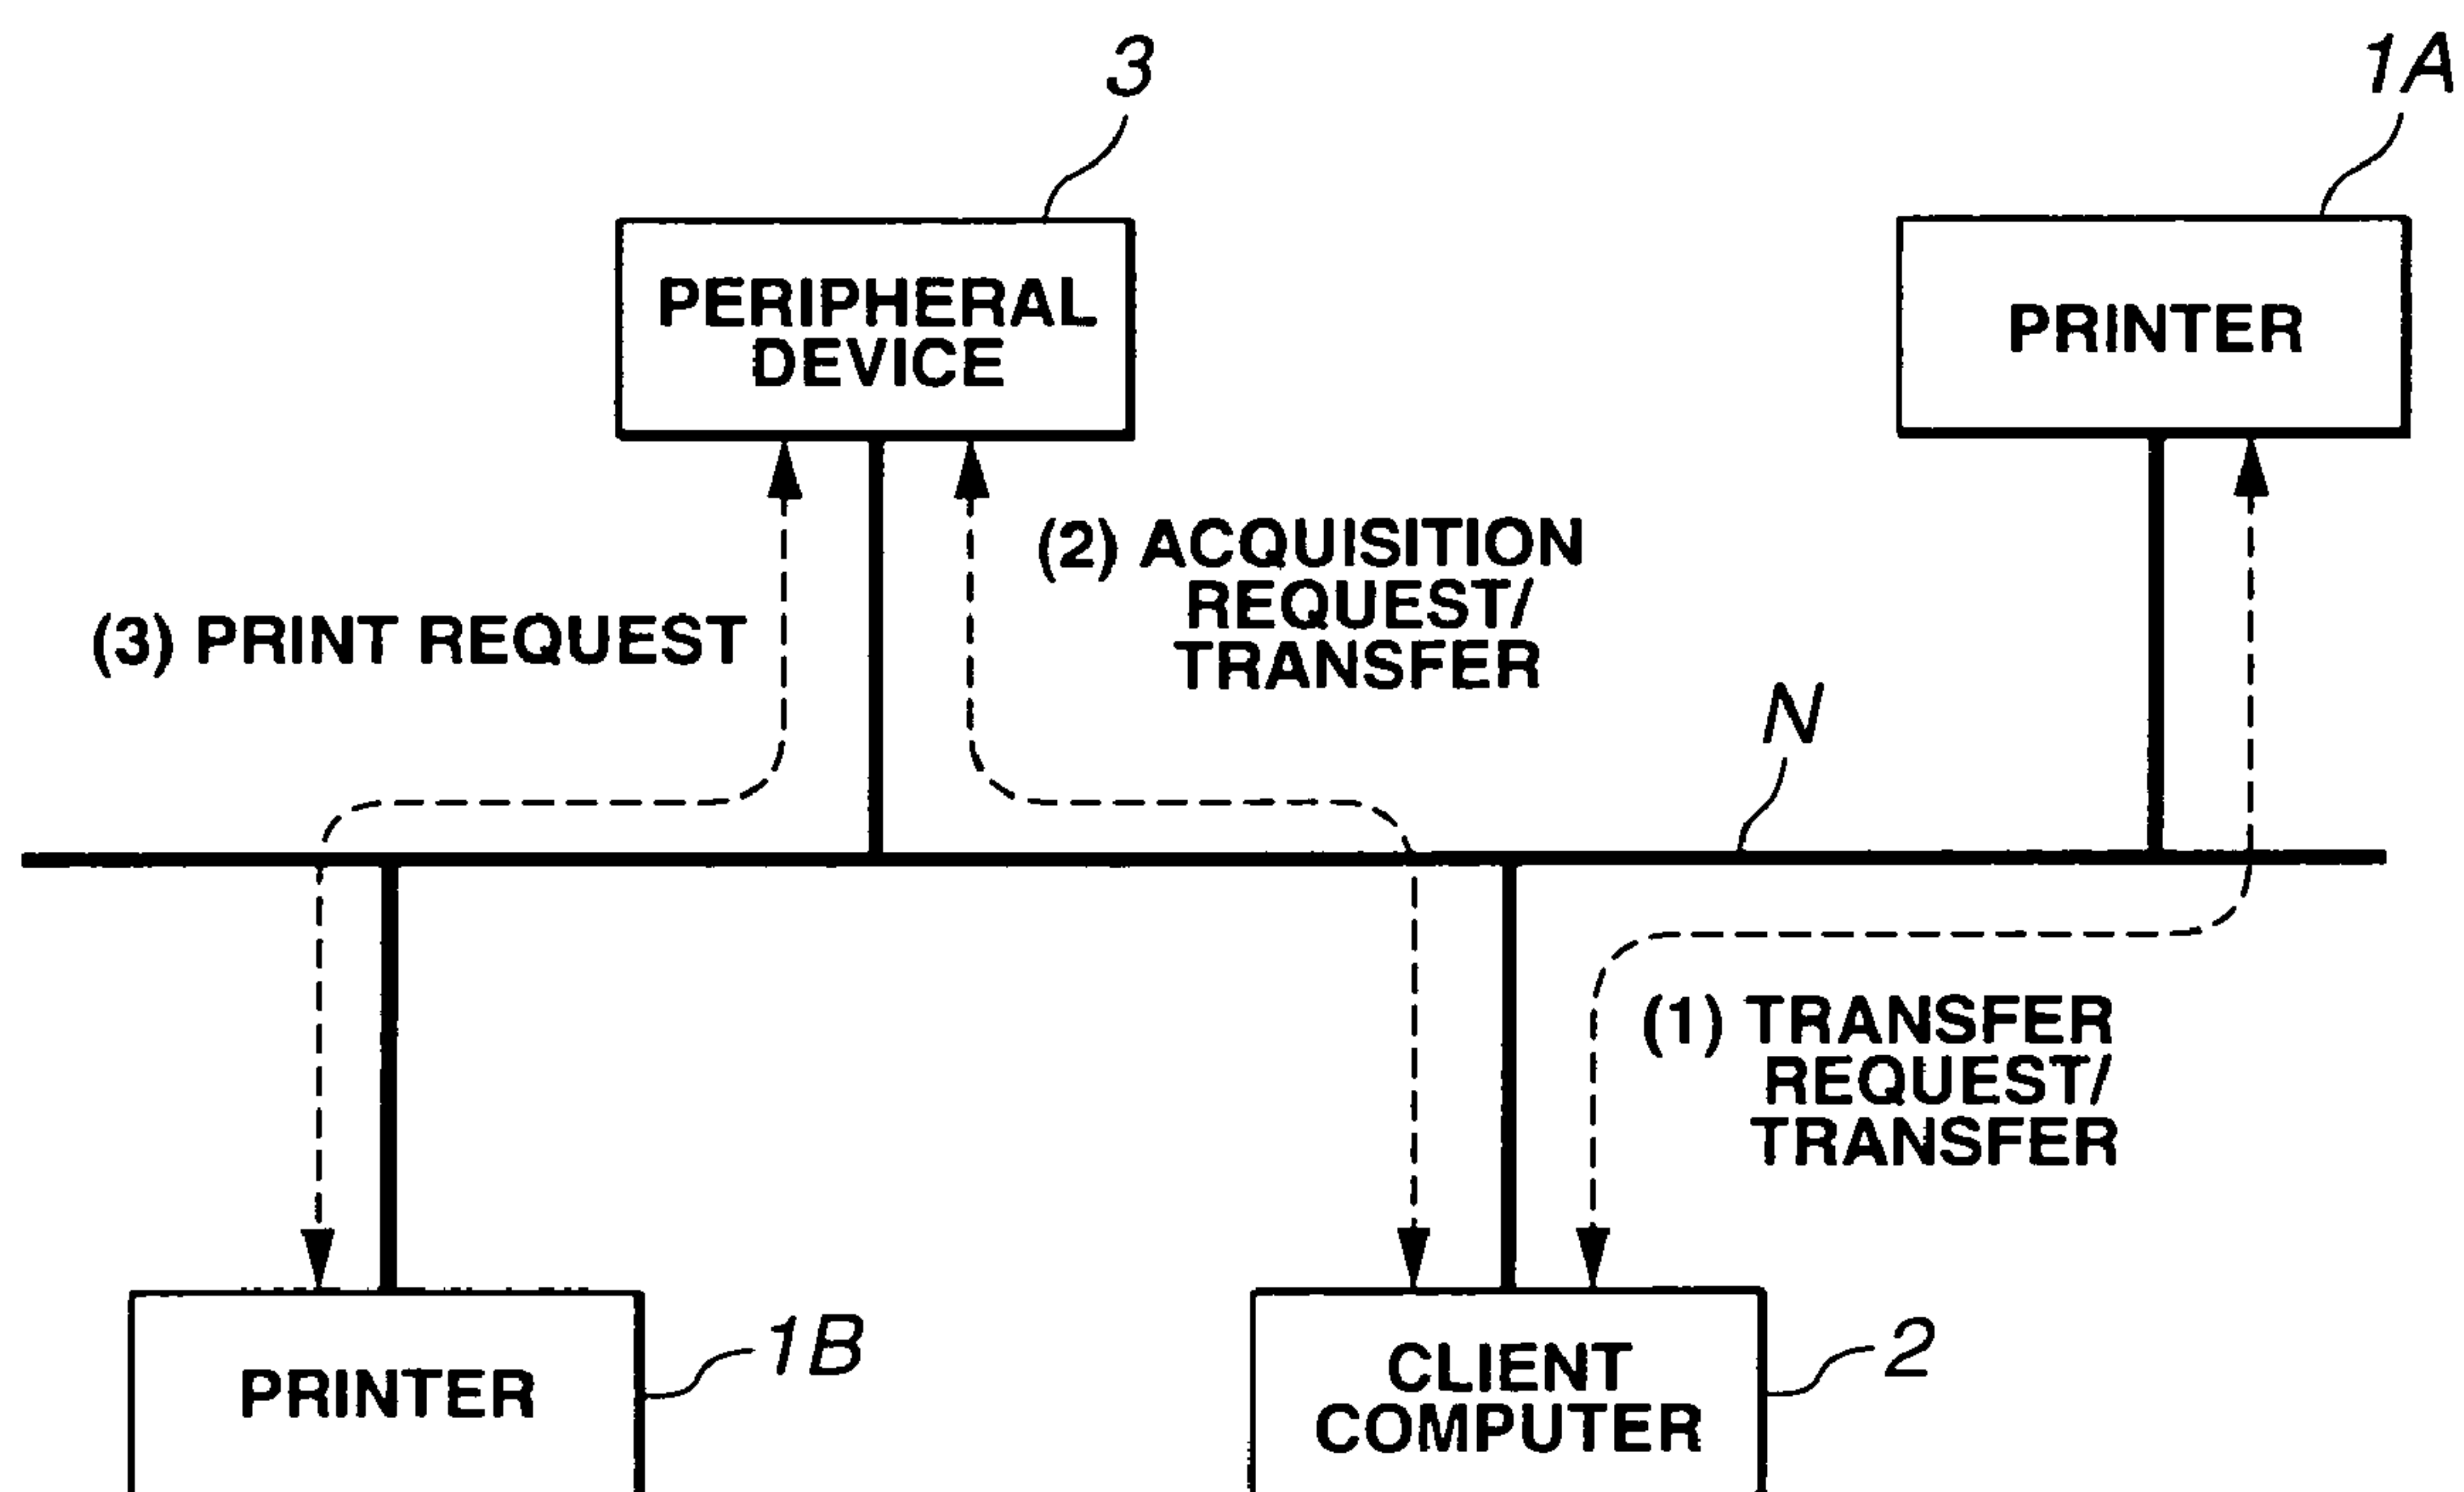 3
1A
PERIPHERAL
DEVICE
PRINTER
(2) ACQUISITION
REQUEST/
TRANSFER
(3) PRINT REQUEST
N
(1) TRANSFER
REQUEST/
TRANSFER
PRINTER
1B
CLIENT
COMPUTER
2